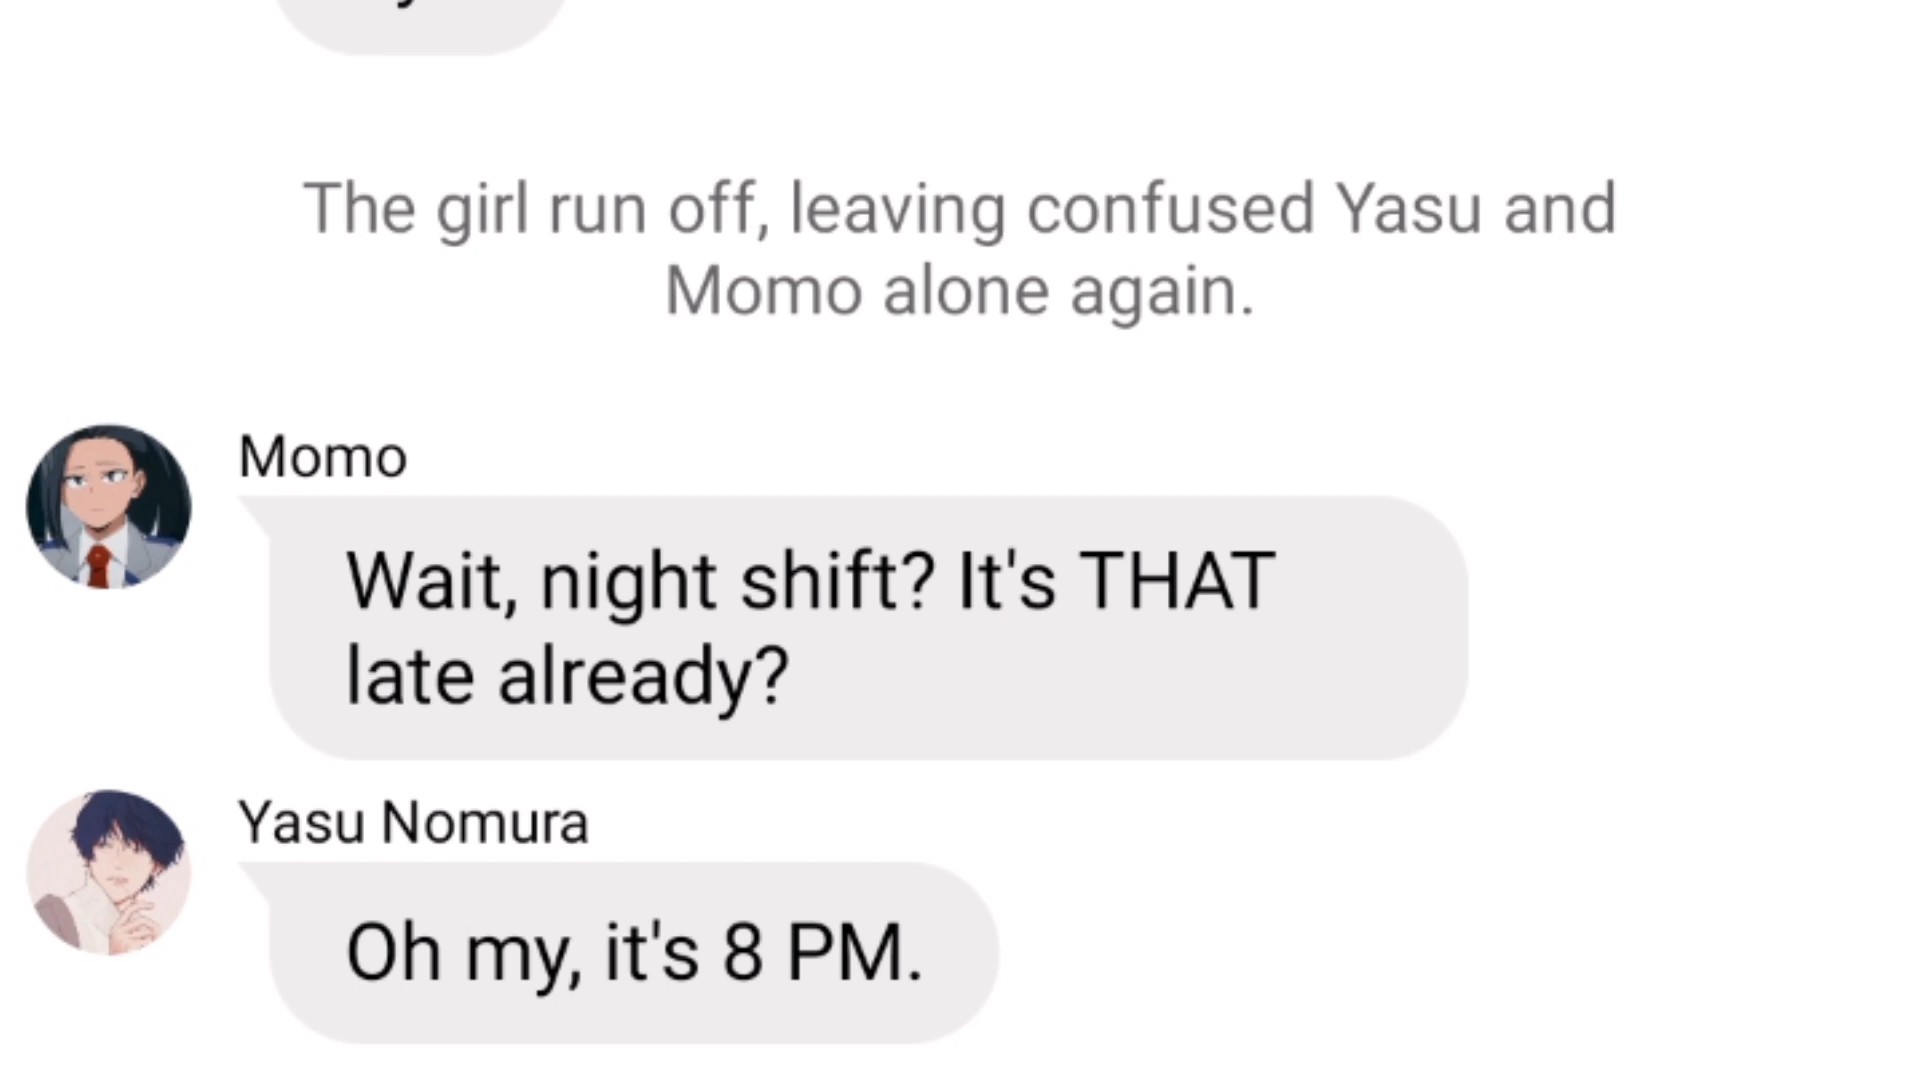 The girl run off, leaving confused Yasu and
Momo alone again.
Momo
Wait, night shift? It's THAT
late already?
Yasu Nomura
Oh my, it's 8 PM.